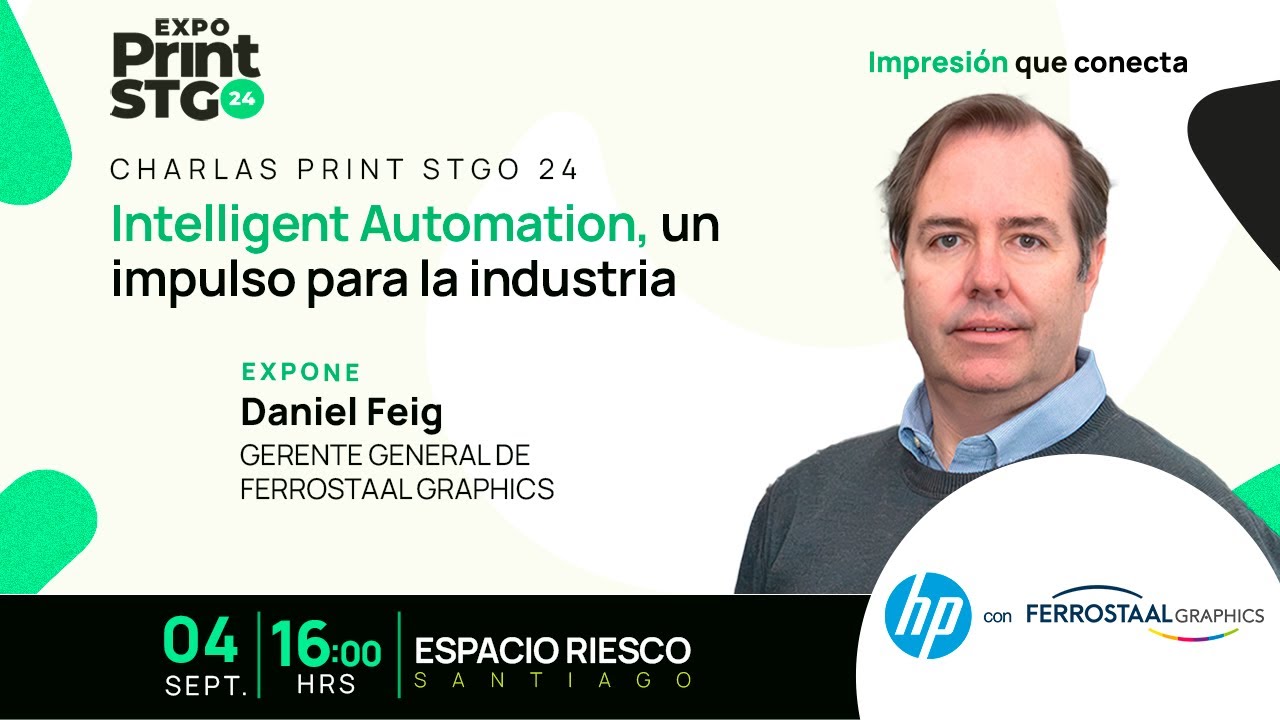 EXPO
Print
STGO 24
Impresión que conecta
CHARLAS PRINT STGO 24
Intelligent Automation, un
impulso para la industria
EXPONE
Daniel Feig
GERENTE GENERAL DE
FERROSTAAL GRAPHICS
04
SEPT.
16:00
HRS
ESPACIO RIESCO
SANTIAGO
hp con FERROSTAAL GRAPHICS